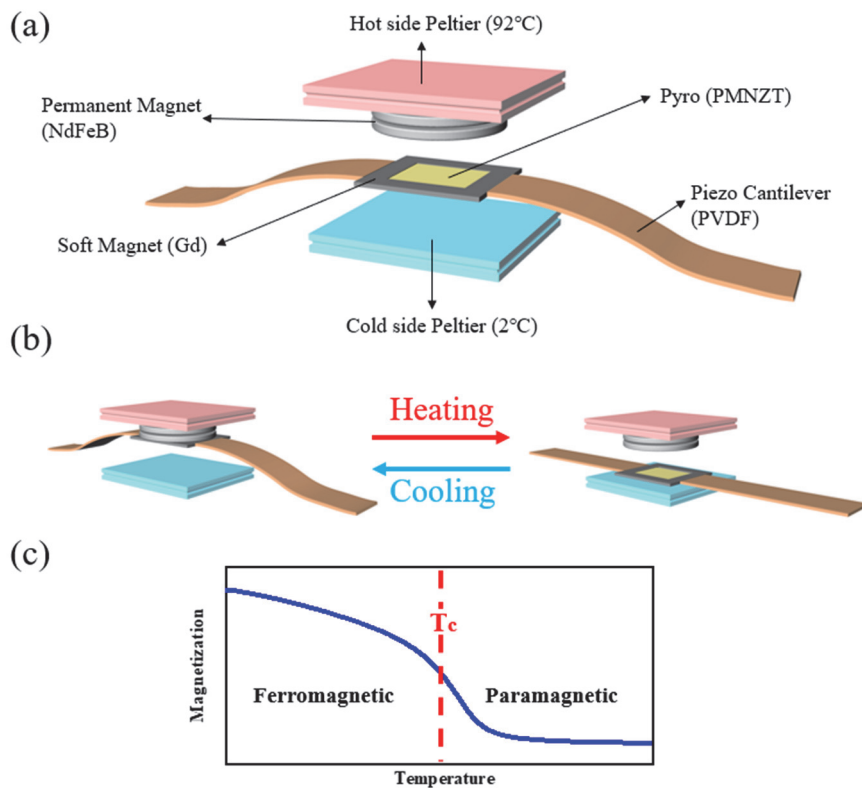 (a)
Hot side Peltier (92℃)
Permanent Magnet
(NdFeB)
Pyro (PMNZT)
Piezo Cantilever
(PVDF)
Soft Magnet (Gd)
Cold side Peltier (2℃)
(b)
Heating
Cooling
(c)
Magnetization
Tc
Ferromagnetic
Paramagnetic
Temperature